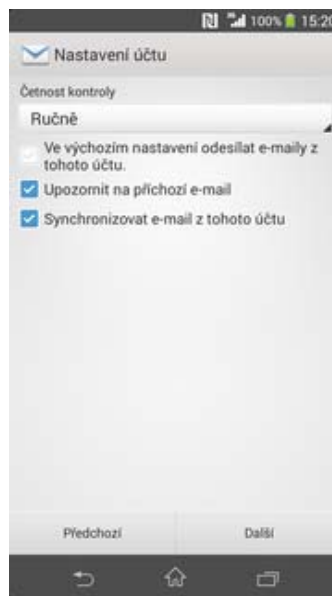 100% 15:20
Nastavení účtu
Četnost kontroly
Ručně
Ve výchozím nastavení odesílat e-maily z
tohoto účtu.
Upozornit na příchozí e-mail
Synchronizovat e-mail z tohoto účtu
Předchozí Další